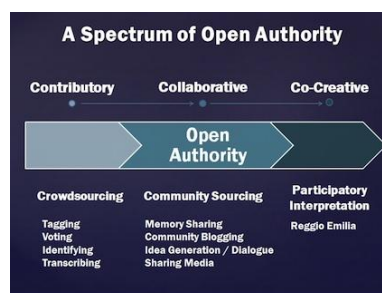 A Spectrum of Open Authority
Contributory
Collaborative
Co-Creative
Open
Authority
Crowdsourcing
Tagging
Voting
Identifying
Transcribing
Community Sourcing
Memory Sharing
Community Blogging
Idea Generation / Dialogue
Sharing Media
Participatory
Interpretation
Reggio Emilia